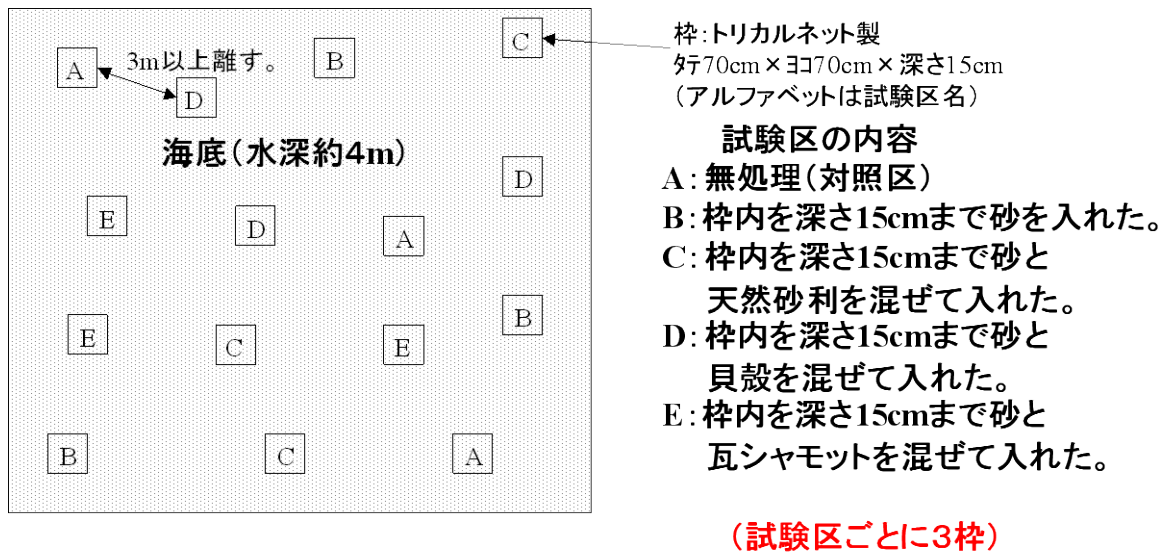 A
3m以上離す。
B
C
D
海底(水深約4m)
D
E
D
A
E
C
E
B
B
C
A
枠:トリカルネット製
ﾀﾃ70cm×ﾖｺ70cm×深さ15cm
(アルファベットは試験区名)
試験区の内容
A:無処理(対照区)
B:枠内を深さ15cmまで砂を入れた。
C:枠内を深さ15cmまで砂と
天然砂利を混ぜて入れた。
D:枠内を深さ15cmまで砂と
貝殻を混ぜて入れた。
E:枠内を深さ15cmまで砂と
瓦シャモットを混ぜて入れた。
(試験区ごとに3枠)